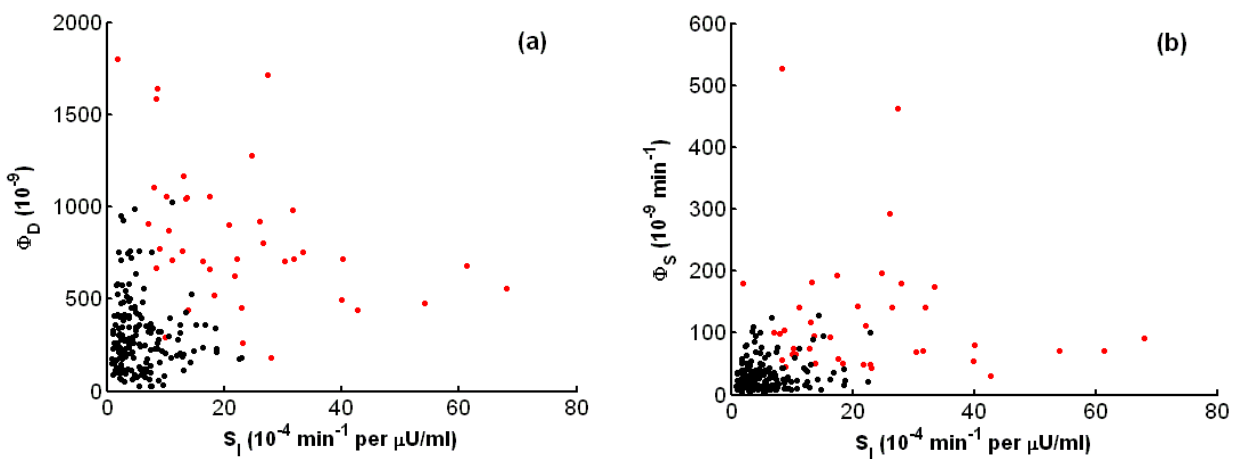 (a)
2000
1500
1000
500
0
Φ_D (10^-9)
0 20 40 60 80
S_I (10^-4 min^-1 per μU/ml)
(b)
600
500
400
300
200
100
0
Φ_S (10^-9 min^-1)
0 20 40 60 80
S_I (10^-4 min^-1 per μU/ml)